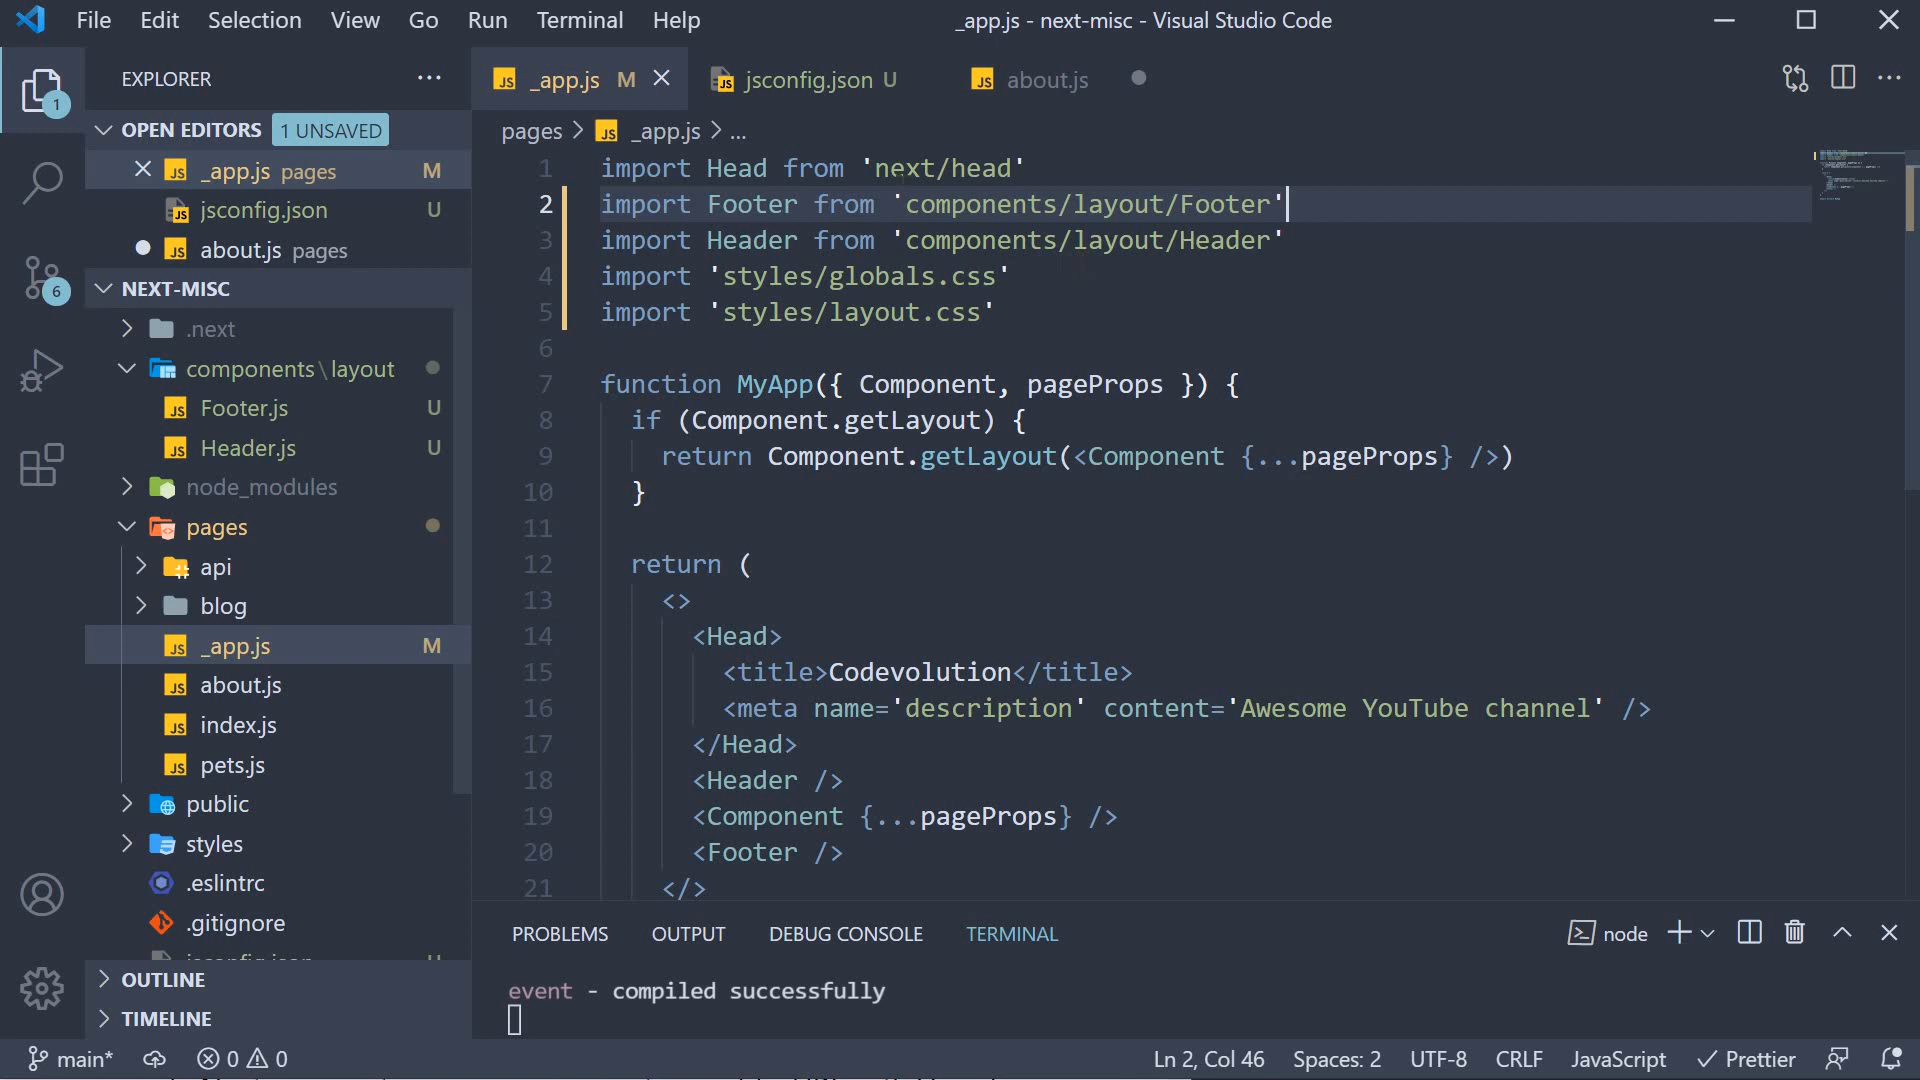 File Edit Selection View Go Run Terminal Help
_app.js - next-misc - Visual Studio Code
EXPLORER
1
OPEN EDITORS 1 UNSAVED
_app.js pages M
jsconfig.json U
about.js pages
6
NEXT-MISC
.next
components\layout
Footer.js U
Header.js U
node_modules
pages
api
blog
_app.js M
about.js
index.js
pets.js
public
styles
.eslintrc
.gitignore
jsconfig.json U
OUTLINE
TIMELINE
_app.js M
jsconfig.json U
about.js
pages > _app.js > ...
1 import Head from 'next/head'
2 import Footer from 'components/layout/Footer'
3 import Header from 'components/layout/Header'
4 import 'styles/globals.css'
5 import 'styles/layout.css'
6
7 function MyApp({ Component, pageProps }) {
8 if (Component.getLayout) {
9 return Component.getLayout(<Component {...pageProps} />)
10 }
11
12 return (
13 <>
14 <Head>
15 <title>Codevolution</title>
16 <meta name='description' content='Awesome YouTube channel' />
17 </Head>
18 <Header />
19 <Component {...pageProps} />
20 <Footer />
21 </>
PROBLEMS OUTPUT DEBUG CONSOLE TERMINAL
node
event - compiled successfully
main* 0 0
Ln 2, Col 46 Spaces: 2 UTF-8 CRLF JavaScript Prettier